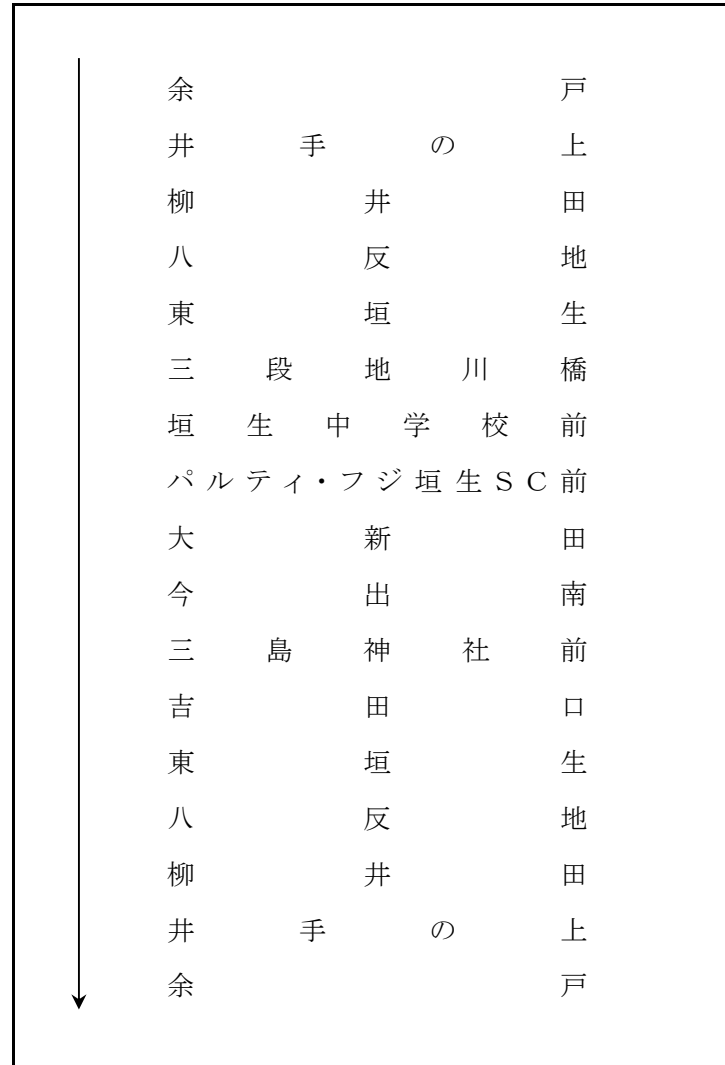 余戸
井手の上
柳井田
八反地
東垣生
三段地川橋
垣生中学校前
パルティ・フジ垣生SC前
大新田
今出南
三島神社前
吉田口
東垣生
八反地
柳井田
井手の上
余戸